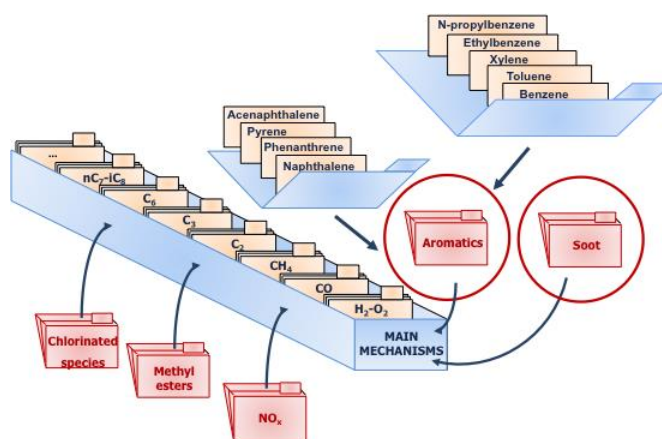 N-propylbenzene
Ethylbenzene
Xylene
Toluene
Benzene
Acenaphthalene
Pyrene
Phenanthrene
Naphthalene
...
nC₇-iC₈
C₆
C₃
C₂
CH₄
CO
H₂-O₂
Aromatics
Soot
MAIN
MECHANISMS
Chlorinated
species
Methyl
esters
NOₓ